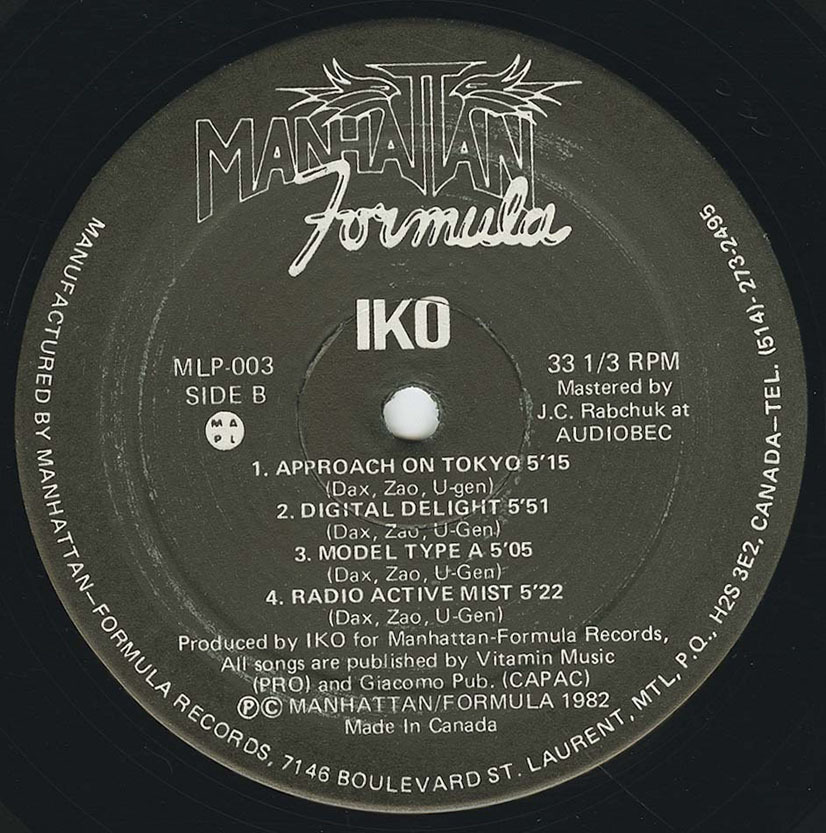 MANHATTAN
Formula
IKO
MLP-003
SIDE B
M A
P L
33 1/3 RPM
Mastered by
J.C. Rabchuk at
AUDIOBEC
1. APPROACH ON TOKYO 5'15
(Dax, Zao, U-gen)
2. DIGITAL DELIGHT 5'51
(Dax, Zao, U-Gen)
3. MODEL TYPE A 5'05
(Dax, Zao, U-Gen)
4. RADIO ACTIVE MIST 5'22
(Dax, Zao, U-Gen)
Produced by IKO for Manhattan-Formula Records,
All songs are published by Vitamin Music
(PRO) and Giacomo Pub. (CAPAC)
Ⓟ© MANHATTAN/FORMULA 1982
Made In Canada
MANUFACTURED BY MANHATTAN-FORMULA RECORDS, 7146 BOULEVARD ST. LAURENT, MTL, P.Q., H2S 3E2, CANADA-TEL. (514)-273-2495